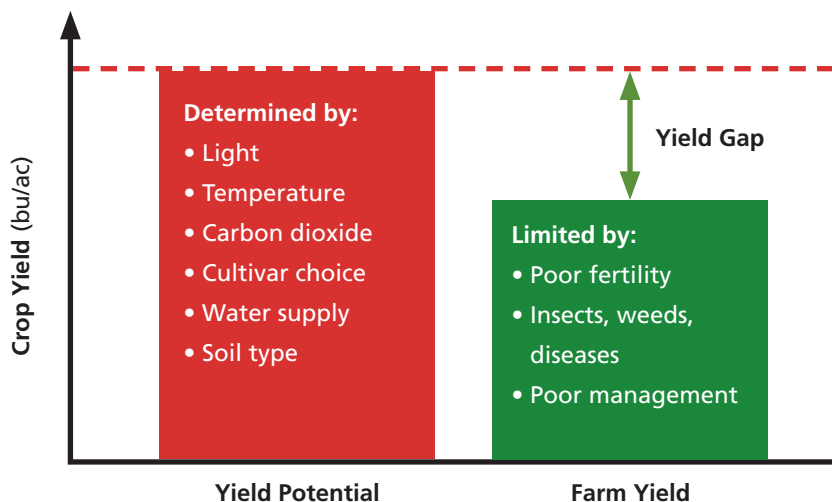 Crop Yield (bu/ac)
Determined by:
• Light
• Temperature
• Carbon dioxide
• Cultivar choice
• Water supply
• Soil type
Yield Gap
Limited by:
• Poor fertility
• Insects, weeds,
diseases
• Poor management
Yield Potential
Farm Yield